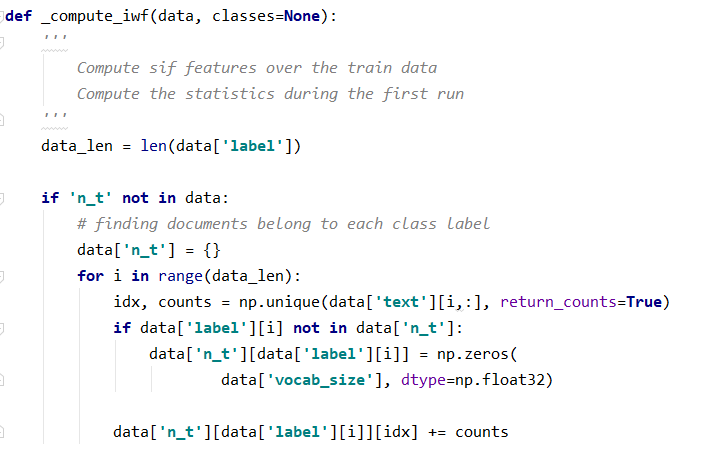 def _compute_iwf(data, classes=None):
    '''
        Compute sif features over the train data
        Compute the statistics during the first run
    '''
    data_len = len(data['label'])

    if 'n_t' not in data:
        # finding documents belong to each class label
        data['n_t'] = {}
        for i in range(data_len):
            idx, counts = np.unique(data['text'][i,:], return_counts=True)
            if data['label'][i] not in data['n_t']:
                data['n_t'][data['label'][i]] = np.zeros(
                        data['vocab_size'], dtype=np.float32)

            data['n_t'][data['label'][i]][idx] += counts